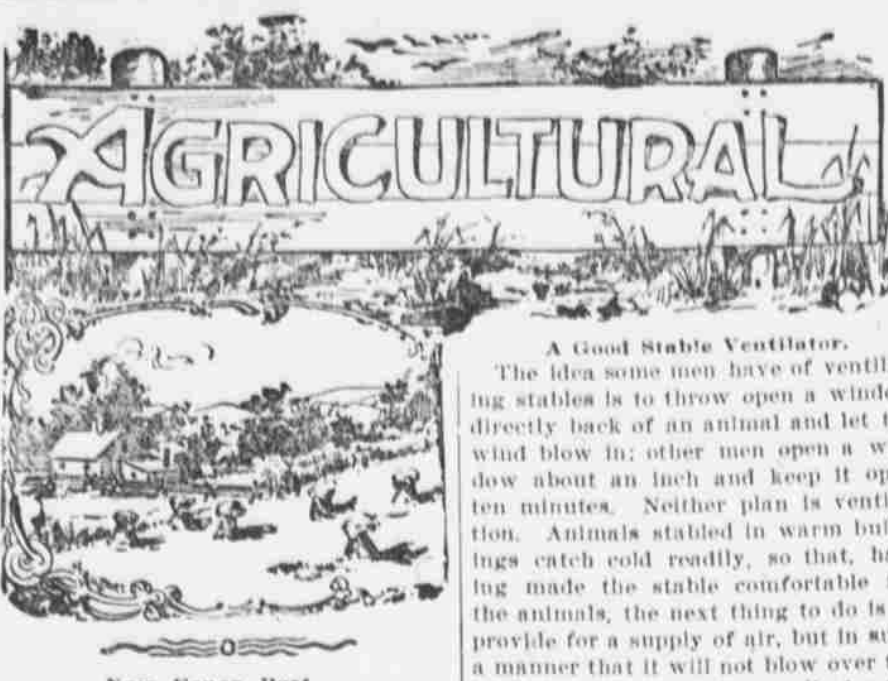 AGRICULTURAL
A Good Stable Ventilator.
The idea some men have of ventil
ing stables is to throw open a windo
directly back of an animal and let t
wind blow in; other men open a w
dow about an inch and keep it op
ten minutes. Neither plan is venti
tion. Animals stabled in warm bui
ings catch cold readily, so that, ha
ing made the stable comfortable
the animals, the next thing to do is
provide for a supply of air, but in su
a manner that it will not blow over t